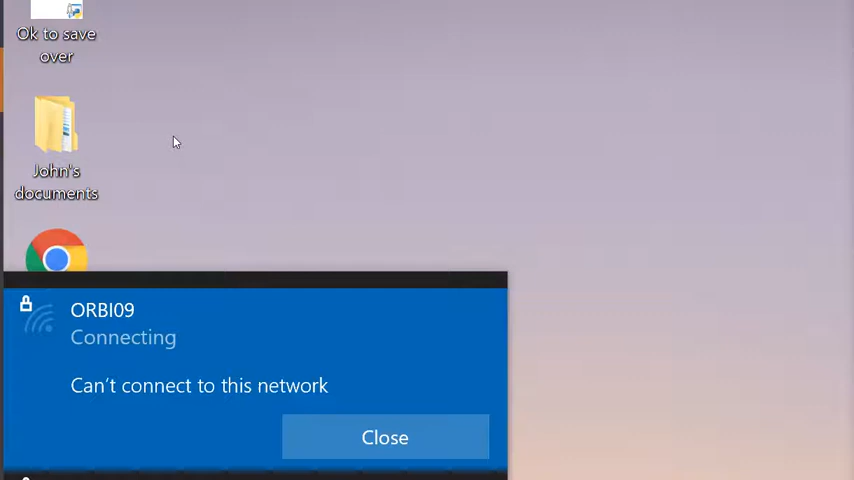 Ok to save
over
John's
documents
ORBI09
Connecting
Can't connect to this network
Close